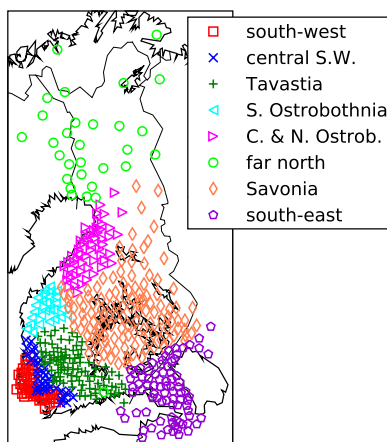 south-west
central S.W.
Tavastia
S. Ostrobothnia
C. & N. Ostrob.
far north
Savonia
south-east